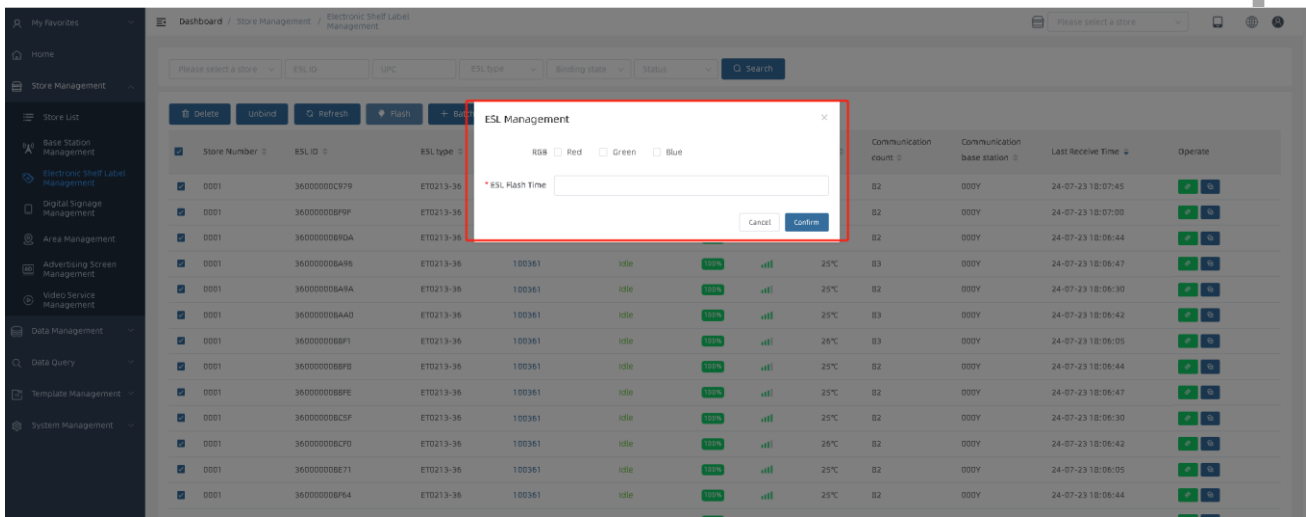 My Favorites
Dashboard / Store Management / Electronic Shelf Label Management
Please select a store
Home
Store Management
Store List
Base Station Management
Electronic Shelf Label Management
Digital Signage Management
Area Management
Advertising Screen Management
Video Service Management
Data Management
Data Query
Template Management
System Management
Please select a store ESL ID UPC ESL type Binding state Status Search
Delete Unbind Refresh Flash + Batch
ESL Management
RGB Red Green Blue
* ESL Flash Time
Cancel Confirm
Store Number ESL ID ESL type Communication count Communication base station Last Receive Time Operate
0001 36000000C979 ET0213-36 82 000Y 24-07-23 18:07:45
0001 ET0213-36 82 000Y 24-07-23 18:07:00
0001 ET0213-36 82 000Y 24-07-23 18:06:44
0001 ET0213-36 100361 Idle 100% 25℃ 83 000Y 24-07-23 18:06:47
0001 ET0213-36 100361 Idle 100% 25℃ 82 000Y 24-07-23 18:06:30
0001 ET0213-36 100361 Idle 100% 25℃ 83 000Y 24-07-23 18:06:42
0001 ET0213-36 100361 Idle 100% 26℃ 83 000Y 24-07-23 18:06:05
0001 ET0213-36 100361 Idle 100% 25℃ 82 000Y 24-07-23 18:06:44
0001 ET0213-36 100361 Idle 100% 25℃ 82 000Y 24-07-23 18:06:47
0001 ET0213-36 100361 Idle 100% 25℃ 82 000Y 24-07-23 18:06:30
0001 ET0213-36 100361 Idle 100% 26℃ 82 000Y 24-07-23 18:06:42
0001 36000000BE71 ET0213-36 100361 Idle 100% 25℃ 82 000Y 24-07-23 18:06:05
0001 36000000BF64 ET0213-36 100361 Idle 100% 25℃ 82 000Y 24-07-23 18:06:44